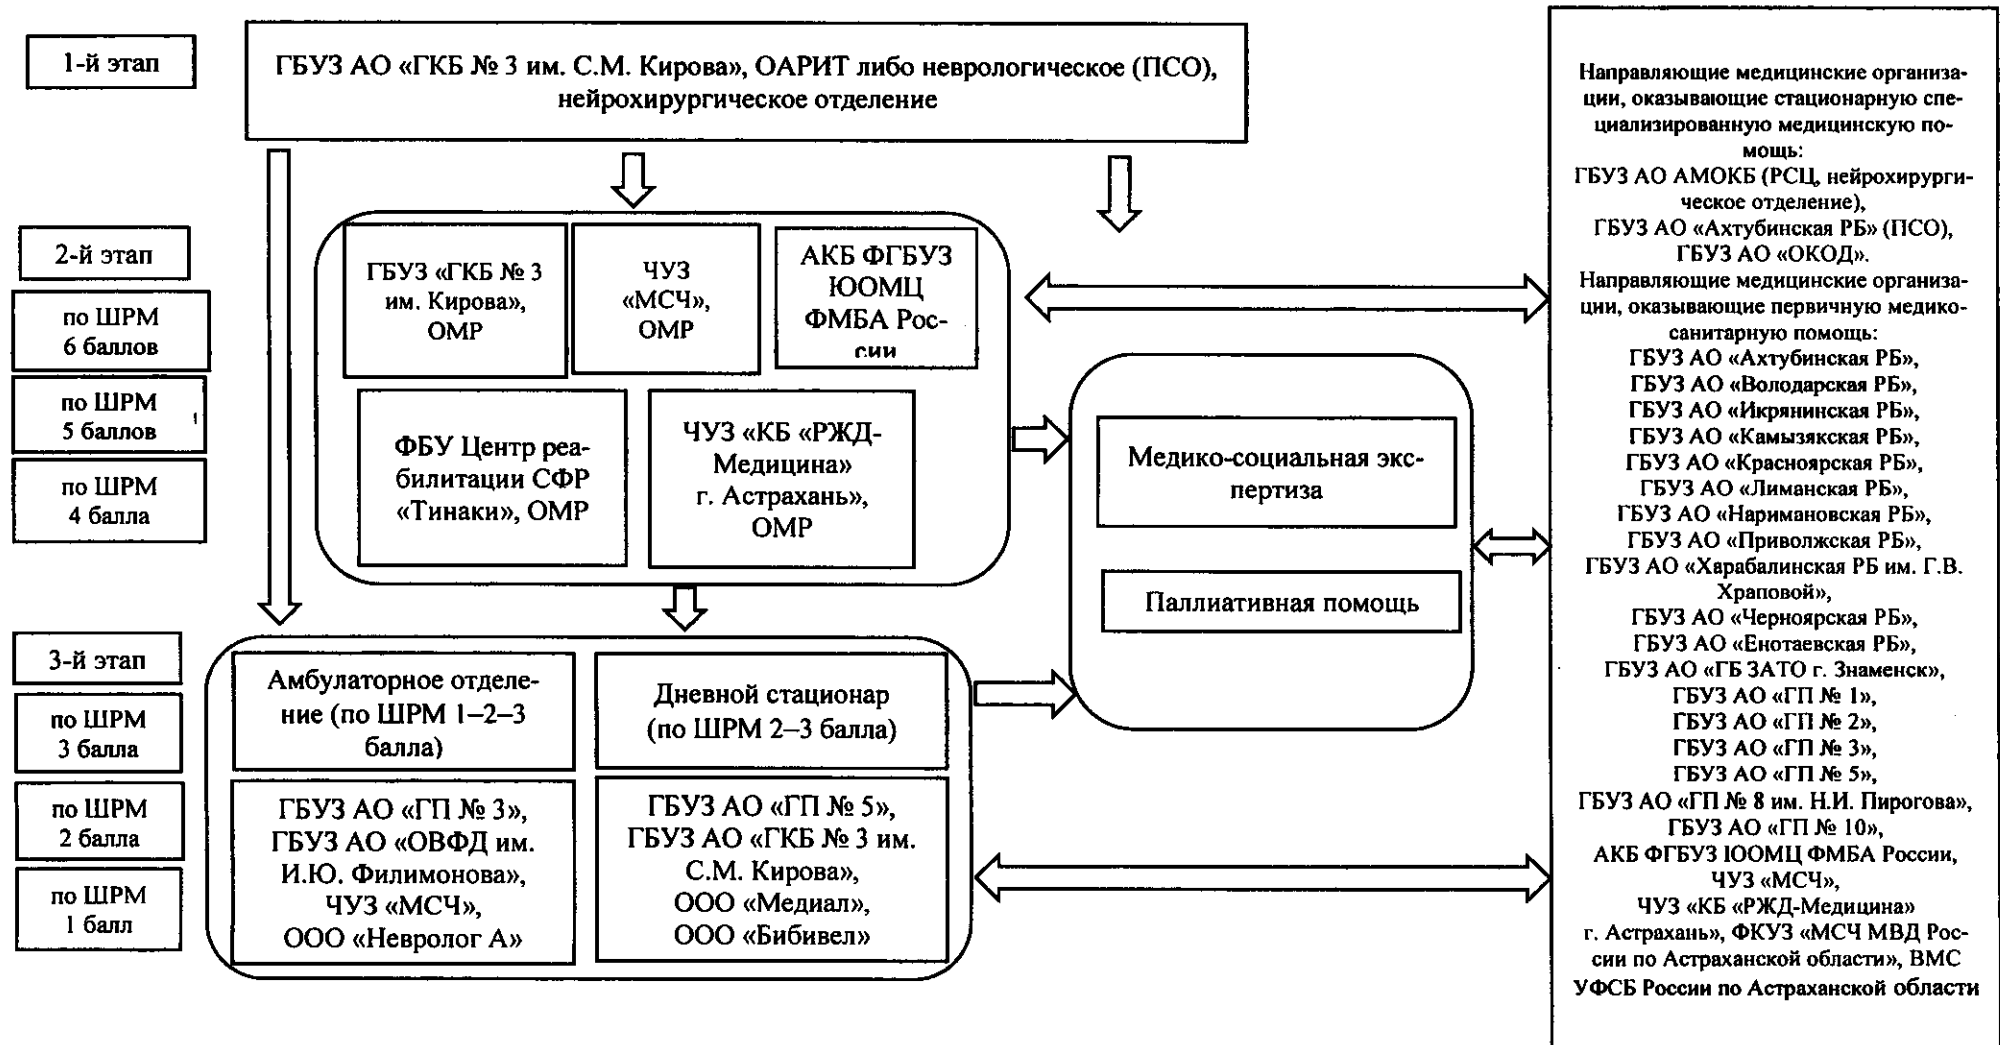 1-й этап
ГБУЗ АО «ГКБ № 3 им. С.М. Кирова», ОАРИТ либо неврологическое (ПСО),
нейрохирургическое отделение
2-й этап
по ШРМ
6 баллов
по ШРМ
5 баллов
по ШРМ
4 балла
ГБУЗ «ГКБ № 3
им. Кирова»,
ОМР
ЧУЗ
«МСЧ»,
ОМР
АКБ ФГБУЗ
ЮОМЦ
ФМБА Рос-
сии
ФБУ Центр реа-
билитации СФР
«Тинаки», ОМР
ЧУЗ «КБ «РЖД-
Медицина»
г. Астрахань»,
ОМР
Медико-социальная экс-
пертиза
Паллиативная помощь
3-й этап
по ШРМ
3 балла
по ШРМ
2 балла
по ШРМ
1 балл
Амбулаторное отделе-
ние (по ШРМ 1–2–3
балла)
Дневной стационар
(по ШРМ 2–3 балла)
ГБУЗ АО «ГП № 3»,
ГБУЗ АО «ОВФД им.
И.Ю. Филимонова»,
ЧУЗ «МСЧ»,
ООО «Невролог А»
ГБУЗ АО «ГП № 5»,
ГБУЗ АО «ГКБ № 3 им.
С.М. Кирова»,
ООО «Медиал»,
ООО «Бибивел»
Направляющие медицинские организа-
ции, оказывающие стационарную спе-
циализированную медицинскую по-
мощь:
ГБУЗ АО АМОКБ (РСЦ, нейрохирурги-
ческое отделение),
ГБУЗ АО «Ахтубинская РБ» (ПСО),
ГБУЗ АО «ОКОД».
Направляющие медицинские организа-
ции, оказывающие первичную медико-
санитарную помощь:
ГБУЗ АО «Ахтубинская РБ»,
ГБУЗ АО «Володарская РБ»,
ГБУЗ АО «Икрянинская РБ»,
ГБУЗ АО «Камызякская РБ»,
ГБУЗ АО «Красноярская РБ»,
ГБУЗ АО «Лиманская РБ»,
ГБУЗ АО «Наримановская РБ»,
ГБУЗ АО «Приволжская РБ»,
ГБУЗ АО «Харабалинская РБ им. Г.В.
Храповой»,
ГБУЗ АО «Черноярская РБ»,
ГБУЗ АО «Енотаевская РБ»,
ГБУЗ АО «ГБ ЗАТО г. Знаменск»,
ГБУЗ АО «ГП № 1»,
ГБУЗ АО «ГП № 2»,
ГБУЗ АО «ГП № 3»,
ГБУЗ АО «ГП № 5»,
ГБУЗ АО «ГП № 8 им. Н.И. Пирогова»,
ГБУЗ АО «ГП № 10»,
АКБ ФГБУЗ ЮОМЦ ФМБА России,
ЧУЗ «МСЧ»,
ЧУЗ «КБ «РЖД-Медицина»
г. Астрахань», ФКУЗ «МСЧ МВД Рос-
сии по Астраханской области», ВМС
УФСБ России по Астраханской области